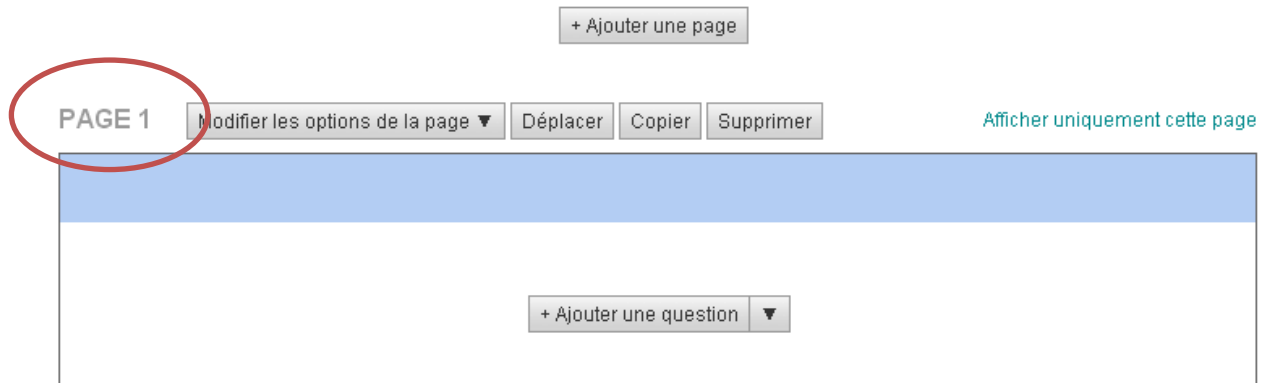 + Ajouter une page
PAGE 1 Modifier les options de la page ▼ Déplacer Copier Supprimer Afficher uniquement cette page
+ Ajouter une question ▼